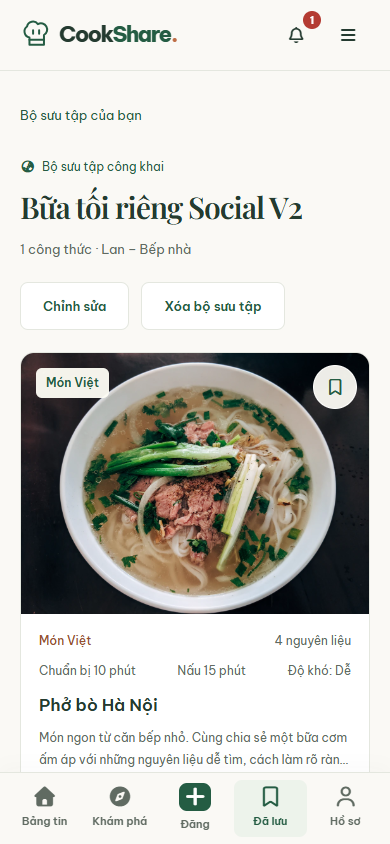 CookShare.
1
Bộ sưu tập của bạn
Bộ sưu tập công khai
Bữa tối riêng Social V2
1 công thức · Lan – Bếp nhà
Chỉnh sửa
Xóa bộ sưu tập
Món Việt
Món Việt
4 nguyên liệu
Chuẩn bị 10 phút
Nấu 15 phút
Độ khó: Dễ
Phở bò Hà Nội
Món ngon từ căn bếp nhỏ. Cùng chia sẻ một bữa cơm
ấm áp với những nguyên liệu dễ tìm, cách làm rõ ràn...
Bảng tin
Khám phá
Đăng
Đã lưu
Hồ sơ